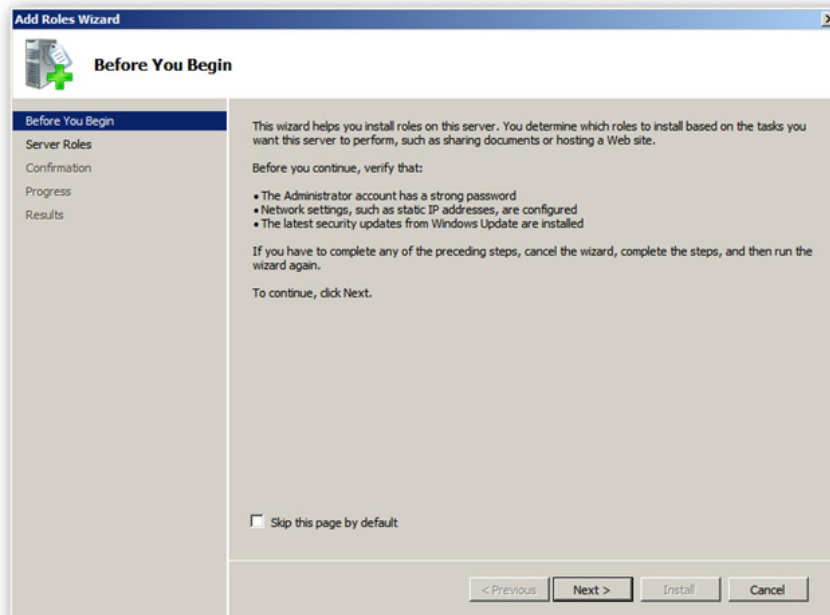 Add Roles Wizard
Before You Begin
Before You Begin
Server Roles
Confirmation
Progress
Results
This wizard helps you install roles on this server. You determine which roles to install based on the tasks you
want this server to perform, such as sharing documents or hosting a Web site.
Before you continue, verify that:
• The Administrator account has a strong password
• Network settings, such as static IP addresses, are configured
• The latest security updates from Windows Update are installed
If you have to complete any of the preceding steps, cancel the wizard, complete the steps, and then run the
wizard again.
To continue, click Next.
Skip this page by default
< Previous
Next >
Install
Cancel